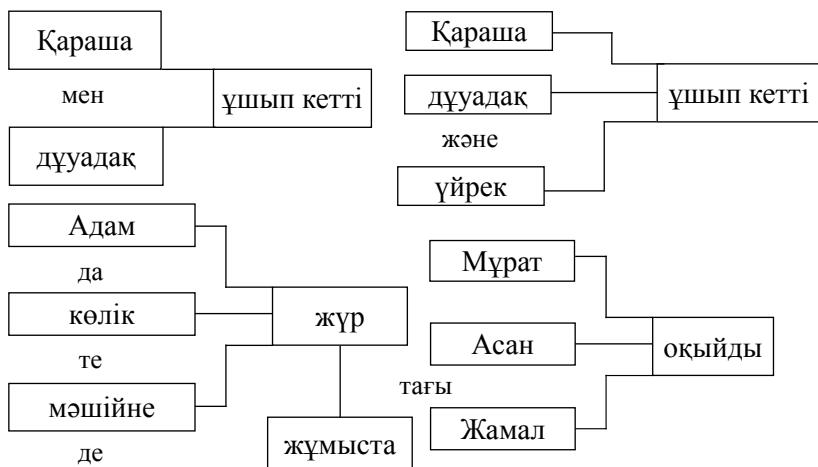 Қараша
мен
дұуадақ
ұшып кетті
Қараша
дұуадақ
және
үйрек
ұшып кетті
Адам
да
көлік
те
мәшійне
де
жүр
жұмыста
Мұрат
Асан
тағы
Жамал
оқыйды